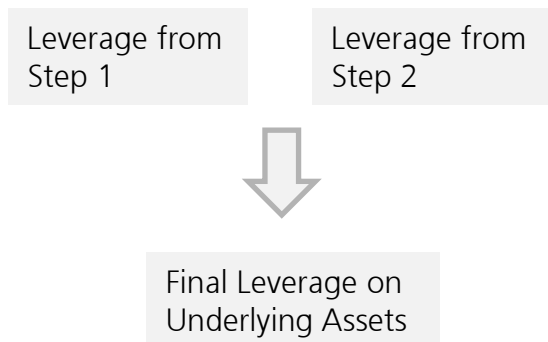 Leverage from
Step 1
Leverage from
Step 2
Final Leverage on
Underlying Assets